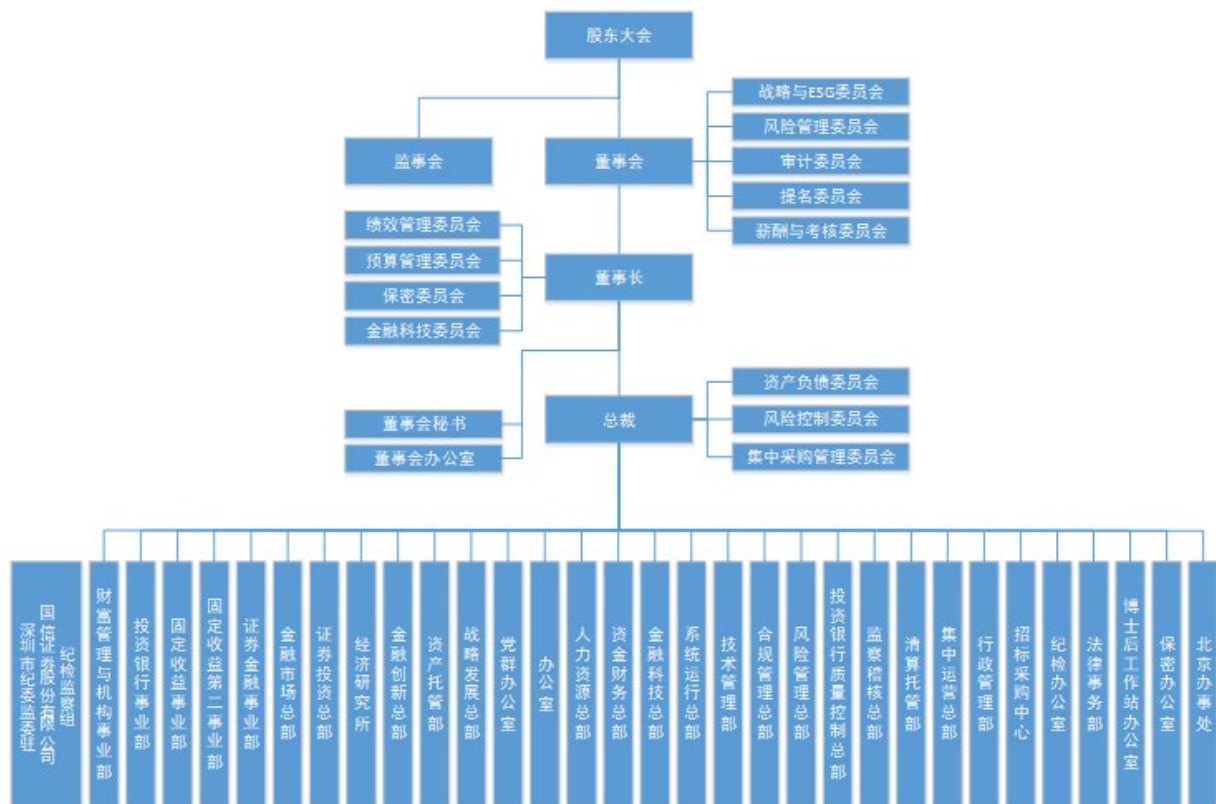 股东大会
战略与ESG委员会
风险管理委员会
监事会
董事会
审计委员会
提名委员会
薪酬与考核委员会
绩效管理委员会
预算管理委员会
董事长
保密委员会
金融科技委员会
资产负债委员会
董事会秘书
总裁
风险控制委员会
董事会办公室
集中采购管理委员会
深圳市纪委监委驻
国信证券股份有限公司
纪检监察组
财富管理与机构事业部
投资银行事业部
固定收益事业部
固定收益第二事业部
证券金融事业部
金融市场总部
证券投资总部
经济研究所
金融创新总部
资产托管部
战略发展总部
党群办公室
办公室
人力资源总部
资金财务总部
金融科技总部
系统运行总部
技术管理部
合规管理总部
风险管理总部
投资银行质量控制总部
监察稽核总部
清算托管部
集中运营总部
行政管理部
招标采购中心
纪检办公室
法律事务部
博士后工作站办公室
保密办公室
北京办事处